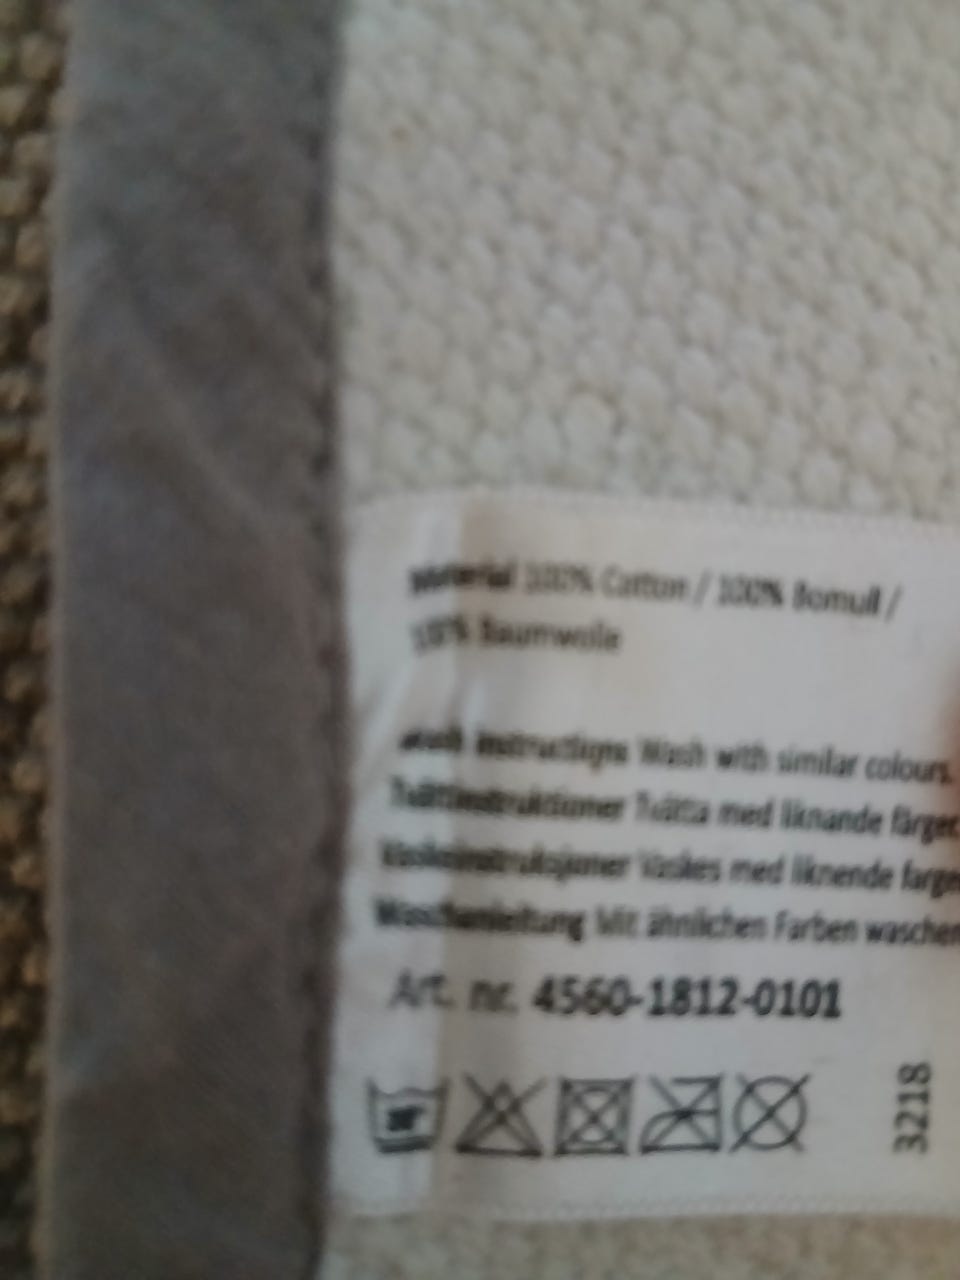 Material 100% Cotton / 100% Bomull /
100% Baumwolle
Wash instructions Wash with similar colours.
Tvättinstruktioner Tvätta med liknande färger
Vaskeinstruksjoner Vaskes med liknende farge
Waschanleitung Mit ähnlichen Farben waschen
Art. nr. 4560-1812-0101
3218